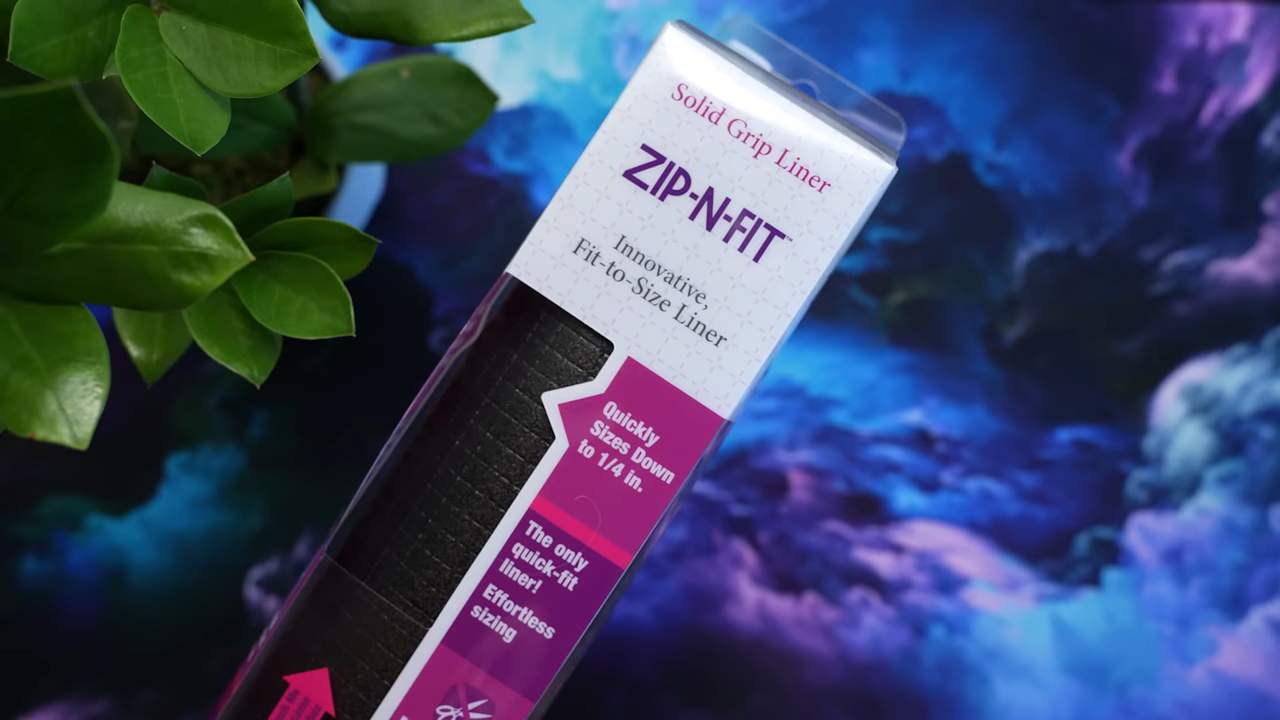 Solid Grip Liner
ZIP-N-FIT™
Innovative,
Fit-to-Size Liner
Quickly
Sizes Down
to 1/4 in.
The only
quick-fit
liner!
Effortless
sizing